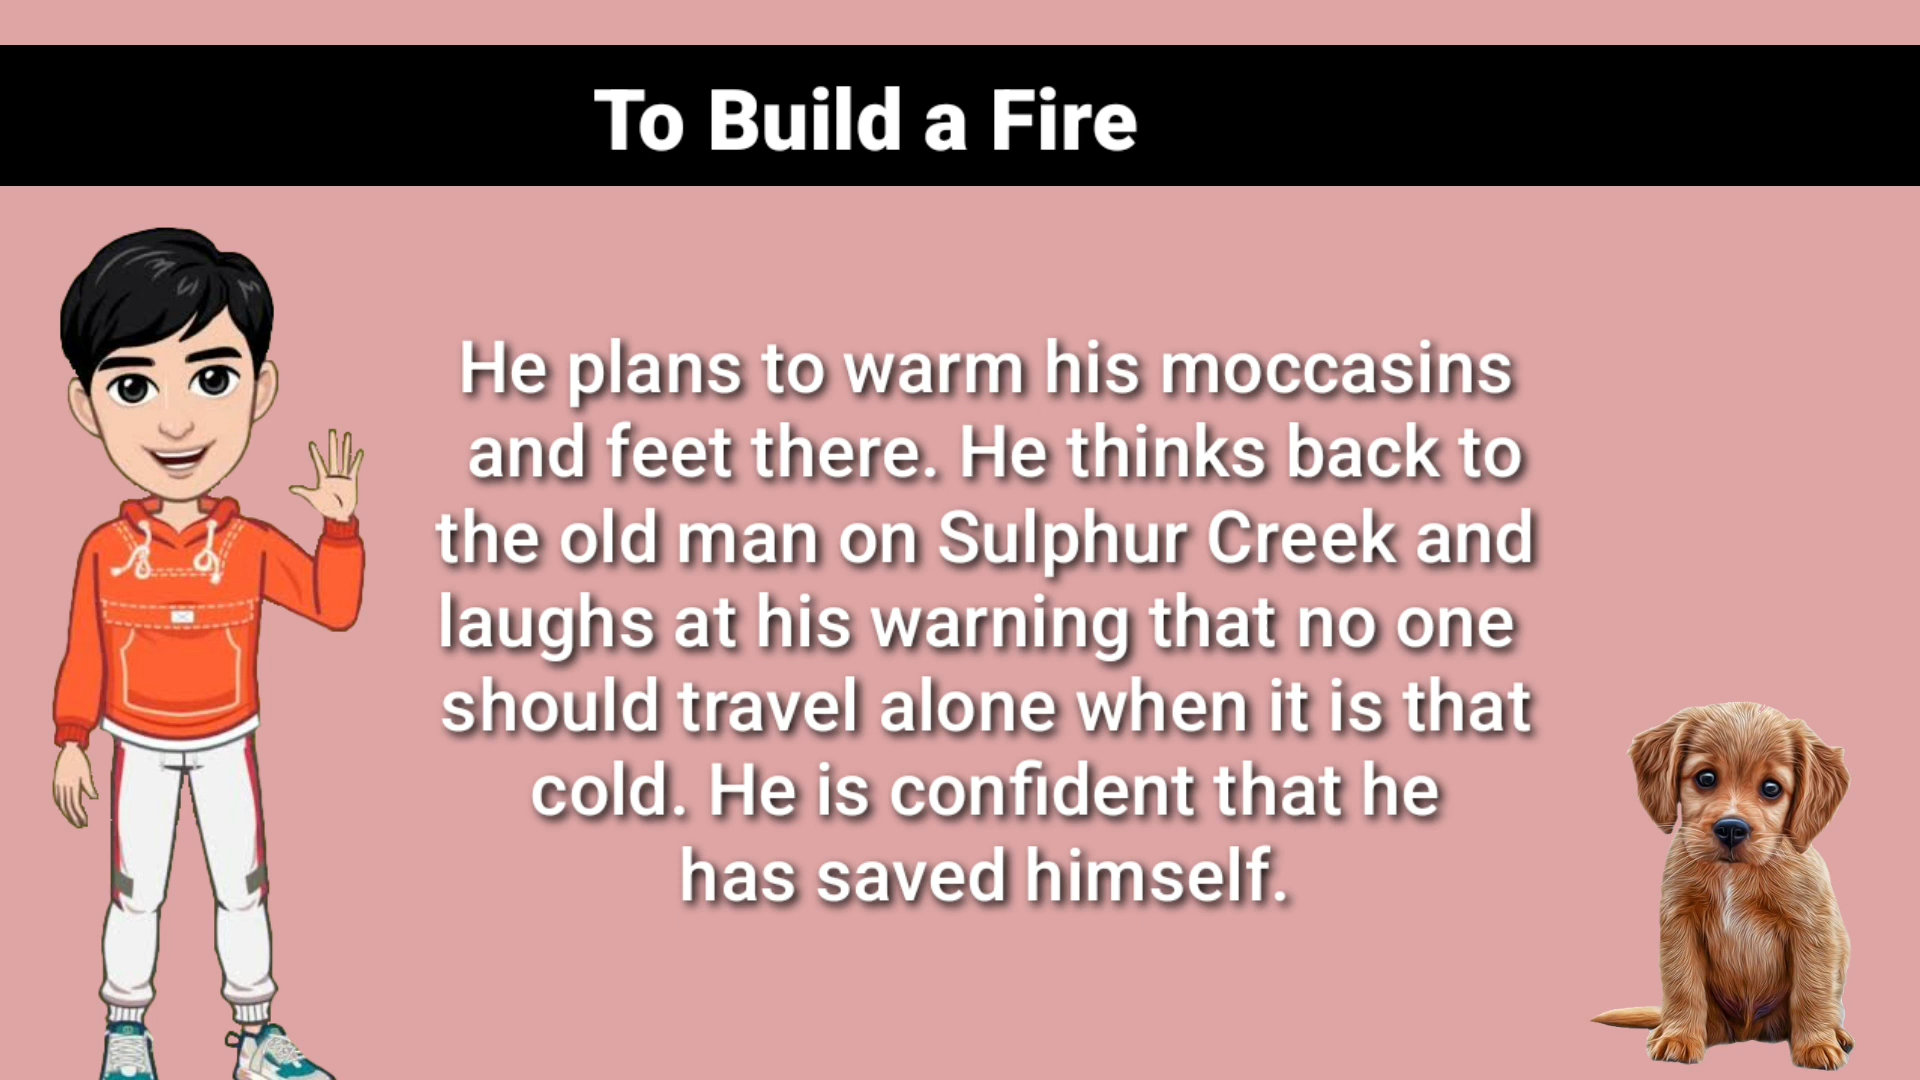 To Build a Fire
He plans to warm his moccasins
and feet there. He thinks back to
the old man on Sulphur Creek and
laughs at his warning that no one
should travel alone when it is that
cold. He is confident that he
has saved himself.